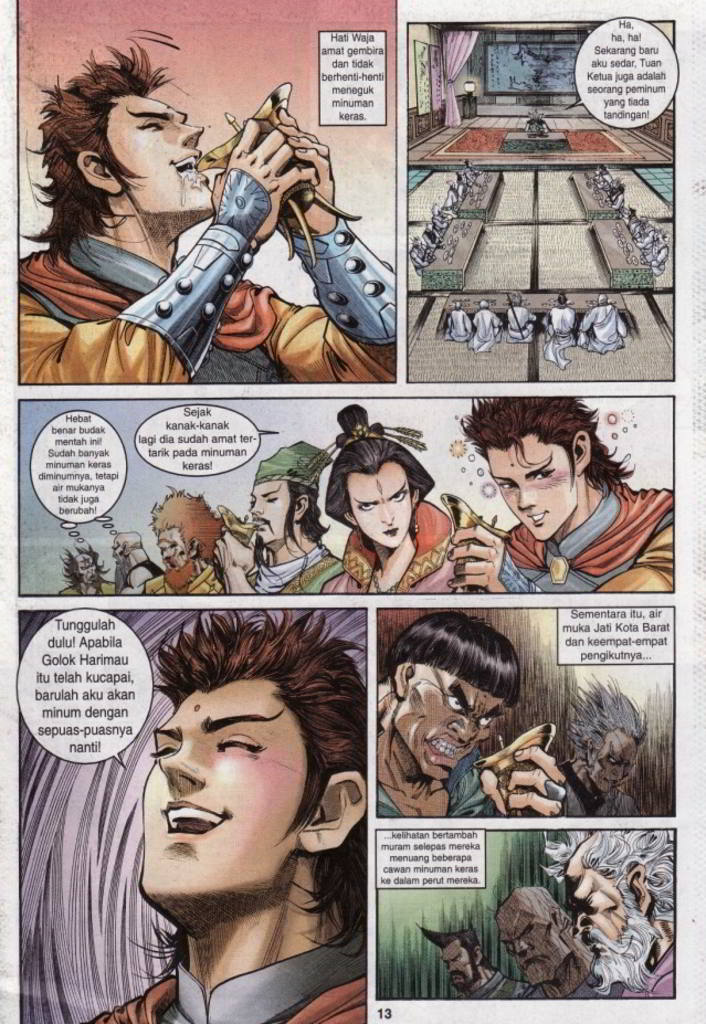 Hati Waja
amat gembira
dan tidak
berhenti-henti
meneguk
minuman
keras.
Ha,
ha, ha!
Sekarang baru
aku sedar, Tuan
Ketua juga adalah
seorang peminum
yang tiada
tandingan!
Hebat
benar budak
mentah ini!
Sudah banyak
minuman keras
diminumnya, tetapi
air mukanya
tidak juga
berubah!
Sejak
kanak-kanak
lagi dia sudah amat ter-
tarik pada minuman
keras!
Tunggulah
dulu! Apabila
Golok Harimau
itu telah kucapai,
barulah aku akan
minum dengan
sepuas-puasnya
nanti!
Sementara itu, air
muka Jati Kota Barat
dan keempat-empat
pengikutnya...
...kelihatan bertambah
muram selepas mereka
menuang beberapa
cawan minuman keras
ke dalam perut mereka.
13